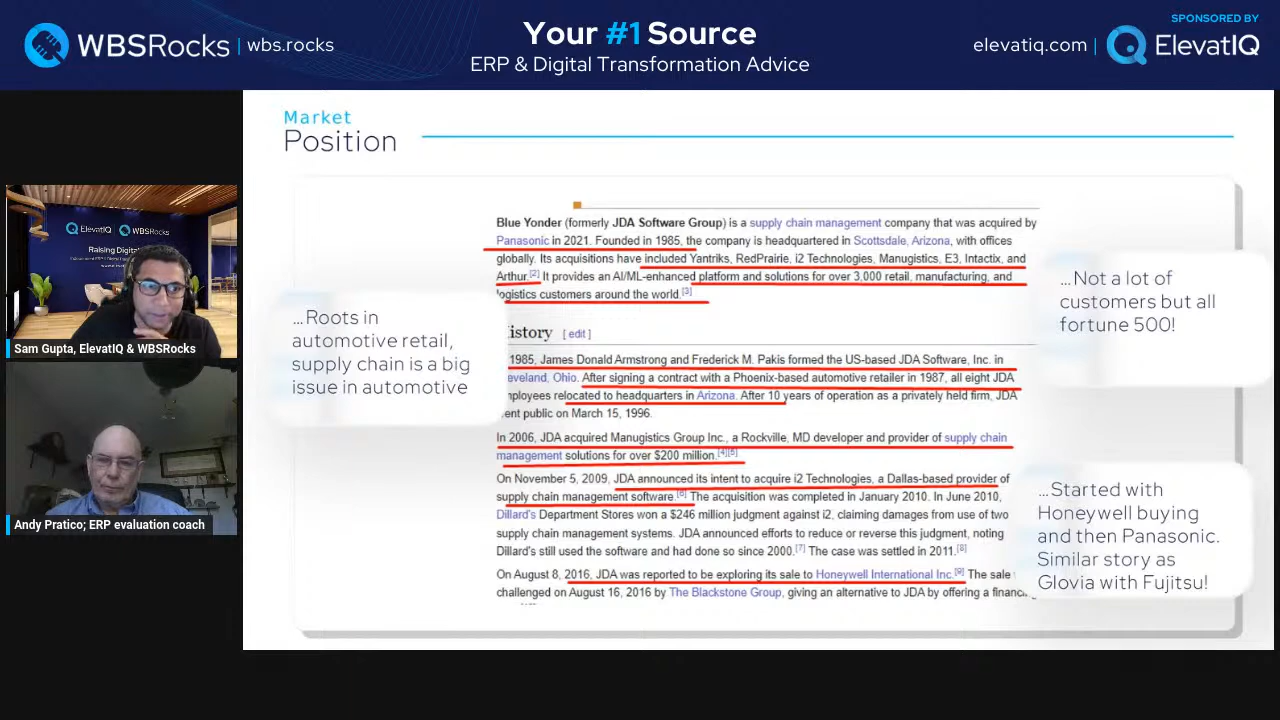 WBSRocks | wbs.rocks
Your #1 Source
ERP & Digital Transformation Advice
SPONSORED BY
elevatiq.com | ElevatIQ
Market
Position
ElevatIQ WBSRocks
Raising Digital
Sam Gupta, ElevatIQ & WBSRocks
Andy Pratico; ERP evaluation coach
...Roots in
automotive retail,
supply chain is a big
issue in automotive
Blue Yonder (formerly JDA Software Group) is a supply chain management company that was acquired by
Panasonic in 2021. Founded in 1985, the company is headquartered in Scottsdale, Arizona, with offices
globally. Its acquisitions have included Yantriks, RedPrairie, i2 Technologies, Manugistics, E3, Intactix, and
Arthur.[2] It provides an AI/ML-enhanced platform and solutions for over 3,000 retail, manufacturing, and
logistics customers around the world.[3]
istory [ edit ]
1985, James Donald Armstrong and Frederick M. Pakis formed the US-based JDA Software, Inc. in
eveland, Ohio. After signing a contract with a Phoenix-based automotive retailer in 1987, all eight JDA
mployees relocated to headquarters in Arizona. After 10 years of operation as a privately held firm, JDA
ent public on March 15, 1996.
In 2006, JDA acquired Manugistics Group Inc., a Rockville, MD developer and provider of supply chain
management solutions for over $200 million.[4][5]
On November 5, 2009, JDA announced its intent to acquire i2 Technologies, a Dallas-based provider of
supply chain management software.[6] The acquisition was completed in January 2010. In June 2010,
Dillard's Department Stores won a $246 million judgment against i2, claiming damages from use of two
supply chain management systems. JDA announced efforts to reduce or reverse this judgment, noting
Dillard's still used the software and had done so since 2000.[7] The case was settled in 2011.[8]
On August 8, 2016, JDA was reported to be exploring its sale to Honeywell International Inc.[9] The sale
challenged on August 16, 2016 by The Blackstone Group, giving an alternative to JDA by offering a financing
...Not a lot of
customers but all
fortune 500!
...Started with
Honeywell buying
and then Panasonic.
Similar story as
Glovia with Fujitsu!